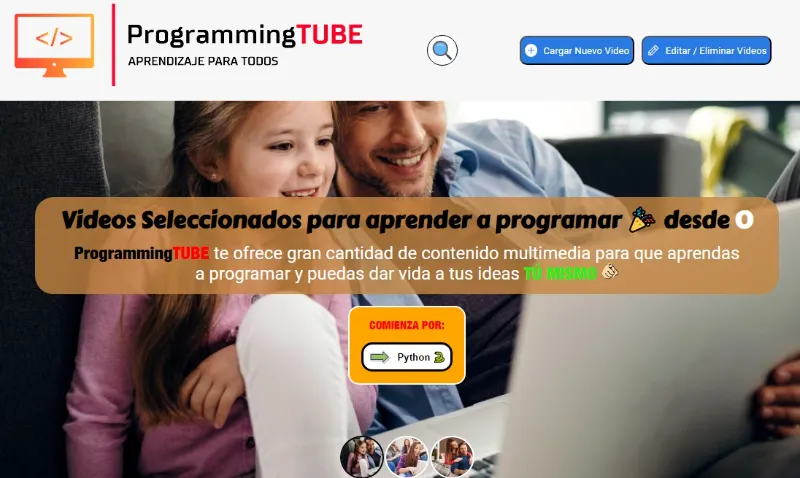 </>
ProgrammingTUBE
APRENDIZAJE PARA TODOS
Cargar Nuevo Video
Editar / Eliminar Videos
Videos Seleccionados para aprender a programar 🎉 desde 0
ProgrammingTUBE te ofrece gran cantidad de contenido multimedia para que aprendas
a programar y puedas dar vida a tus ideas TÚ MISMO
COMIENZA POR:
Python